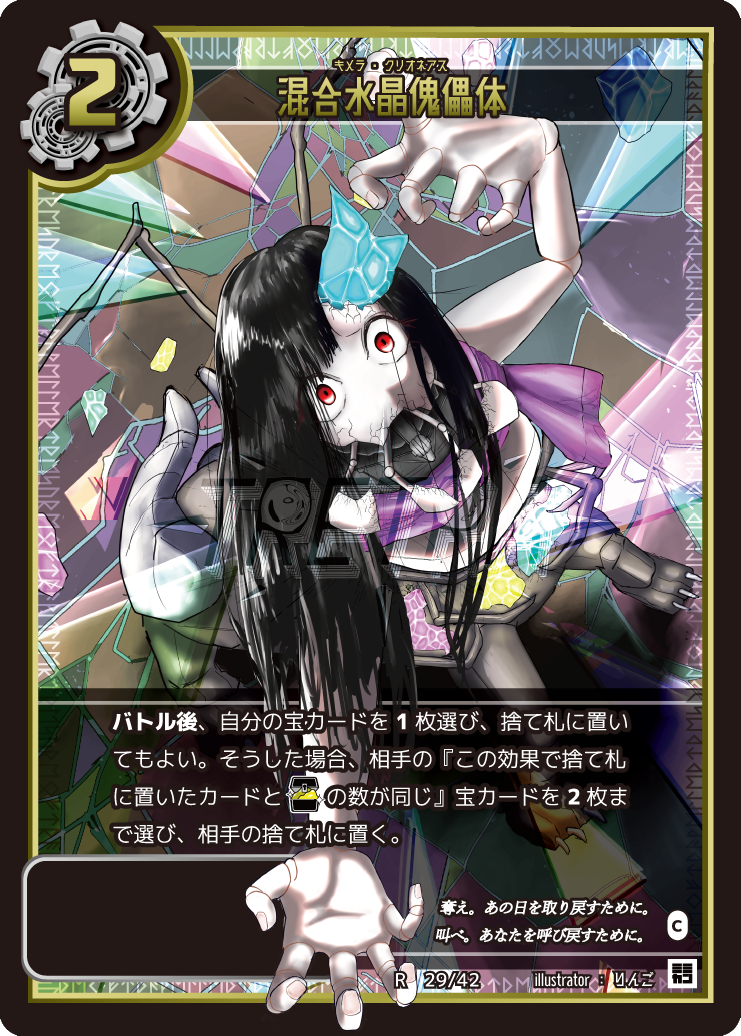 2
キメラ・クリオネアス
混合水晶傀儡体
バトル後、自分の宝カードを1枚選び、捨て札に置い
てもよい。そうした場合、相手の『この効果で捨て札
に置いたカードと の数が同じ』宝カードを2枚ま
で選び、相手の捨て札に置く。
奪え。あの日を取り戻すために。
叫べ。あなたを呼び戻すために。
C
R 29/42 illustrator：りんご